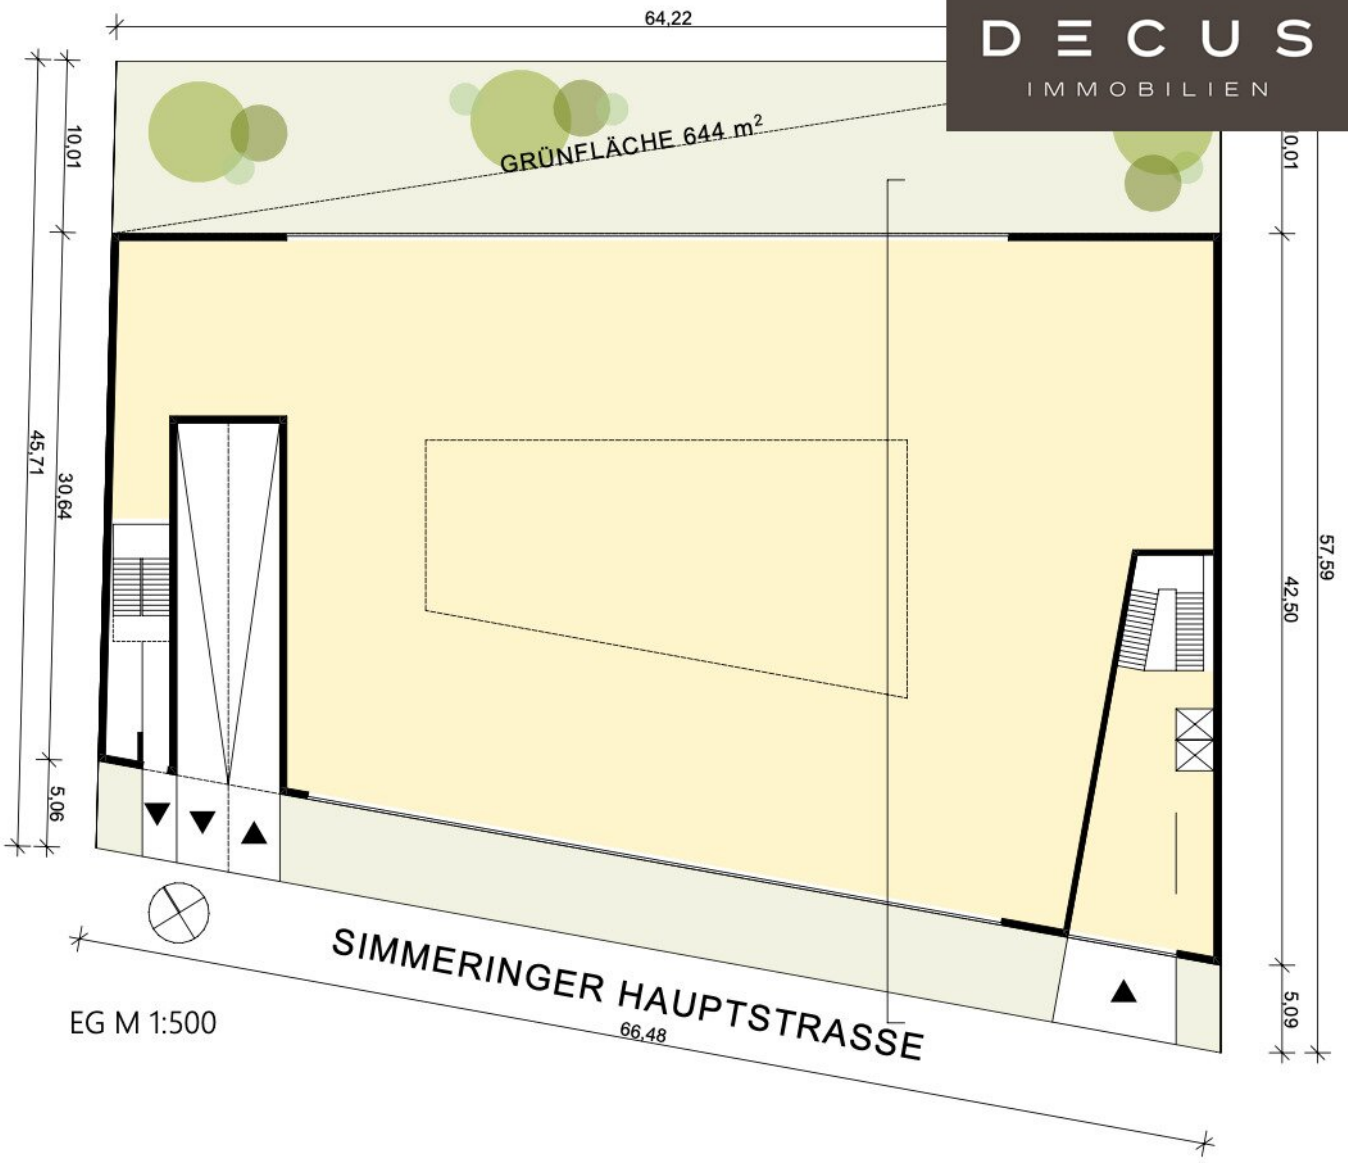 64,22
DECUS
IMMOBILIEN
10,01
GRÜNFLÄCHE 644 m²
0,01
45,71
30,64
57,59
42,50
5,06
SIMMERINGER HAUPTSTRASSE
5,09
EG M 1:500
66,48